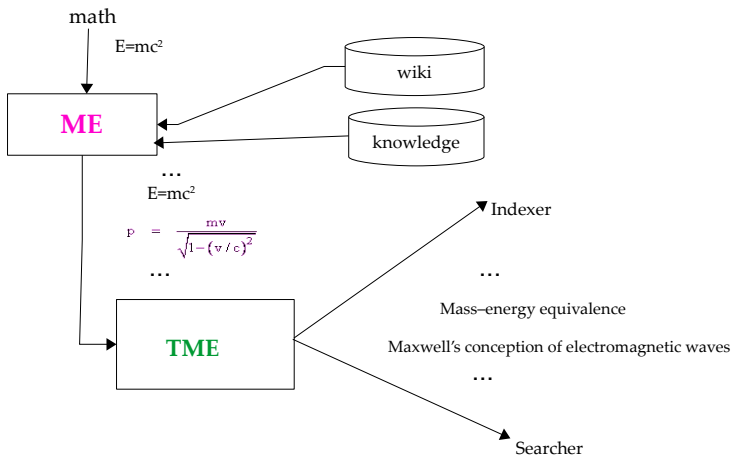 math
E=mc²
wiki
ME
knowledge
...
E=mc²
p = mv / √1−(v/c)²
...
Indexer
...
Mass–energy equivalence
TME
Maxwell's conception of electromagnetic waves
...
Searcher